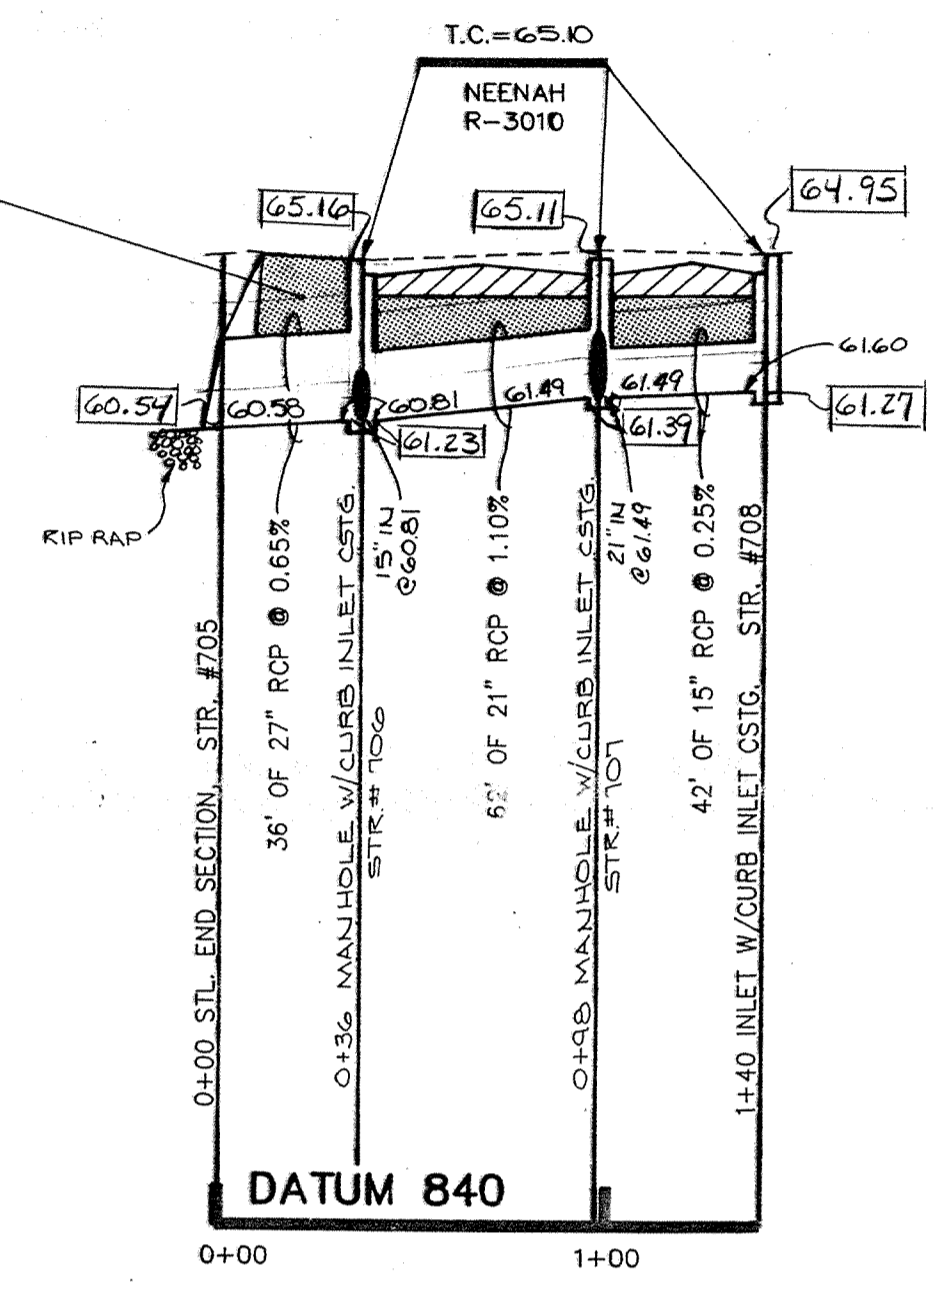 T.C.=65.10
NEENAH
R-3010
65.16
65.11
64.95
61.60
60.54
60.58
60.81
61.49
61.49
61.27
61.23
61.39
RIP RAP
0+00 STL. END SECTION, STR. #705
36' OF 27" RCP @ 0.65%
0+36 MANHOLE W/CURB INLET CSTG.
STR.# 706
15" IN
@60.81
62' OF 21" RCP @ 1.10%
0+98 MANHOLE W/CURB INLET CSTG.
STR.# 707
21" IN
@61.49
42' OF 15" RCP @ 0.25%
1+40 INLET W/CURB INLET CSTG. STR. #708
DATUM 840
0+00
1+00